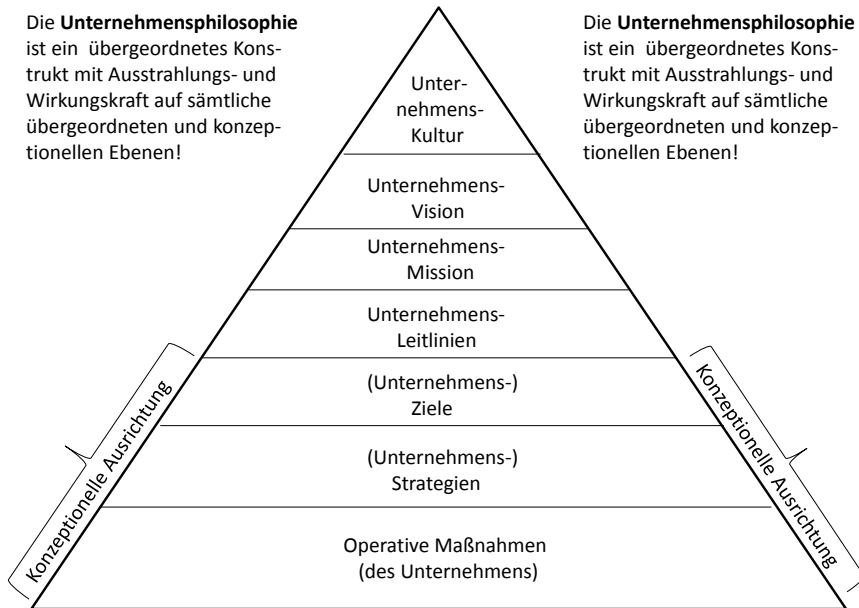 Die Unternehmensphilosophie
ist ein übergeordnetes Kons-
trukt mit Ausstrahlungs- und
Wirkungskraft auf sämtliche
übergeordneten und konzep-
tionellen Ebenen!
Die Unternehmensphilosophie
ist ein übergeordnetes Kons-
trukt mit Ausstrahlungs- und
Wirkungskraft auf sämtliche
übergeordneten und konzep-
tionellen Ebenen!
Unter-
nehmens-
Kultur
Unternehmens-
Vision
Unternehmens-
Mission
Unternehmens-
Leitlinien
(Unternehmens-)
Ziele
(Unternehmens-)
Strategien
Operative Maßnahmen
(des Unternehmens)
Konzeptionelle Ausrichtung
Konzeptionelle Ausrichtung